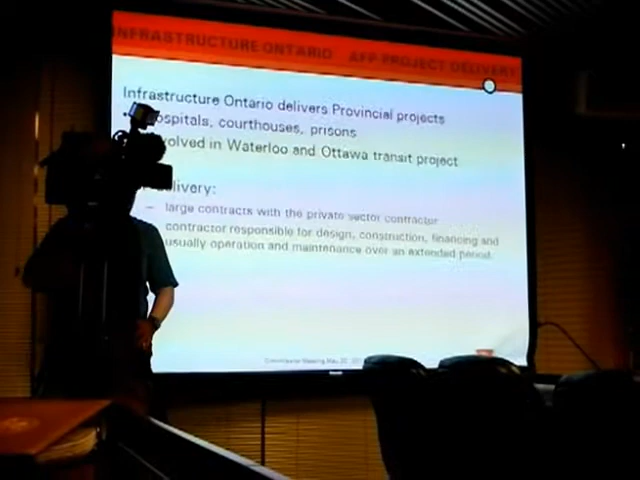 INFRASTRUCTURE ONTARIO AFP PROJECT DELIVERY
Infrastructure Ontario delivers Provincial projects
ospitals, courthouses, prisons
volved in Waterloo and Ottawa transit project
livery:
– large contracts with the private sector contractor
contractor responsible for design, construction, financing and
usually operation and maintenance over an extended period.